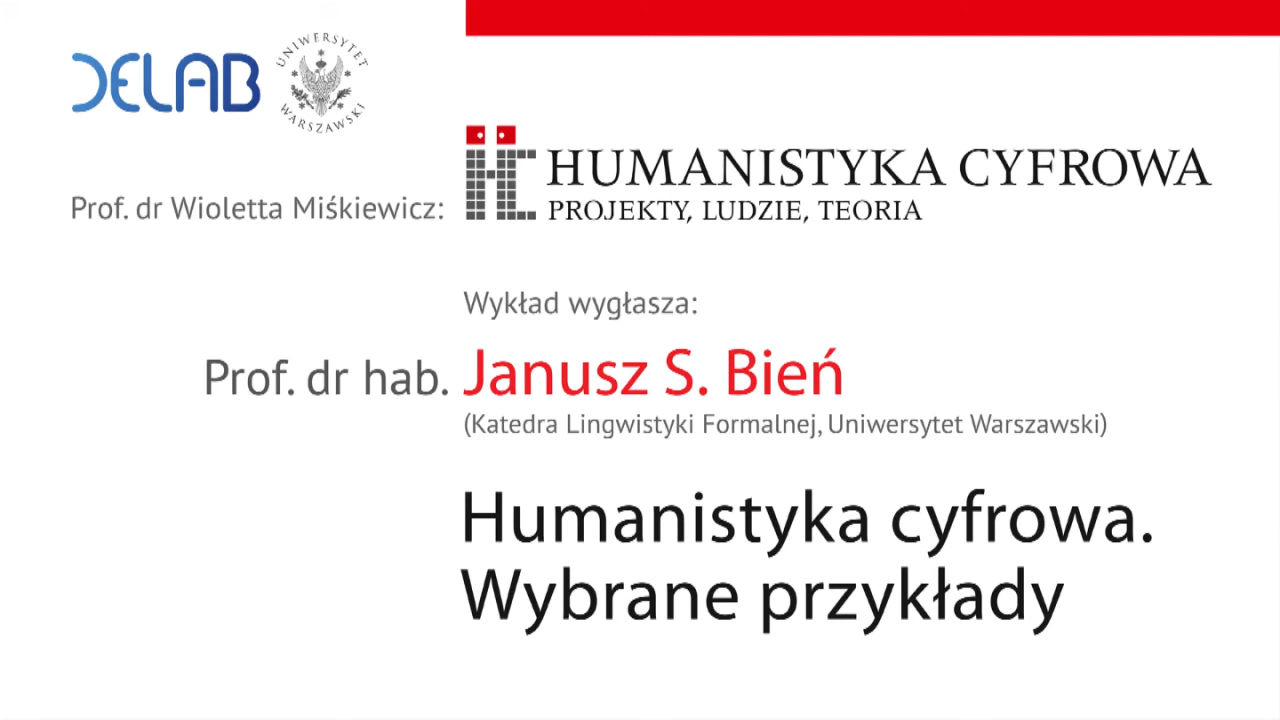 DELAB
UNIWERSYTET
WARSZAWSKI
Prof. dr Wioletta Miśkiewicz:
HC HUMANISTYKA CYFROWA
PROJEKTY, LUDZIE, TEORIA
Wykład wygłasza:
Prof. dr hab. Janusz S. Bień
(Katedra Lingwistyki Formalnej, Uniwersytet Warszawski)
Humanistyka cyfrowa.
Wybrane przykłady